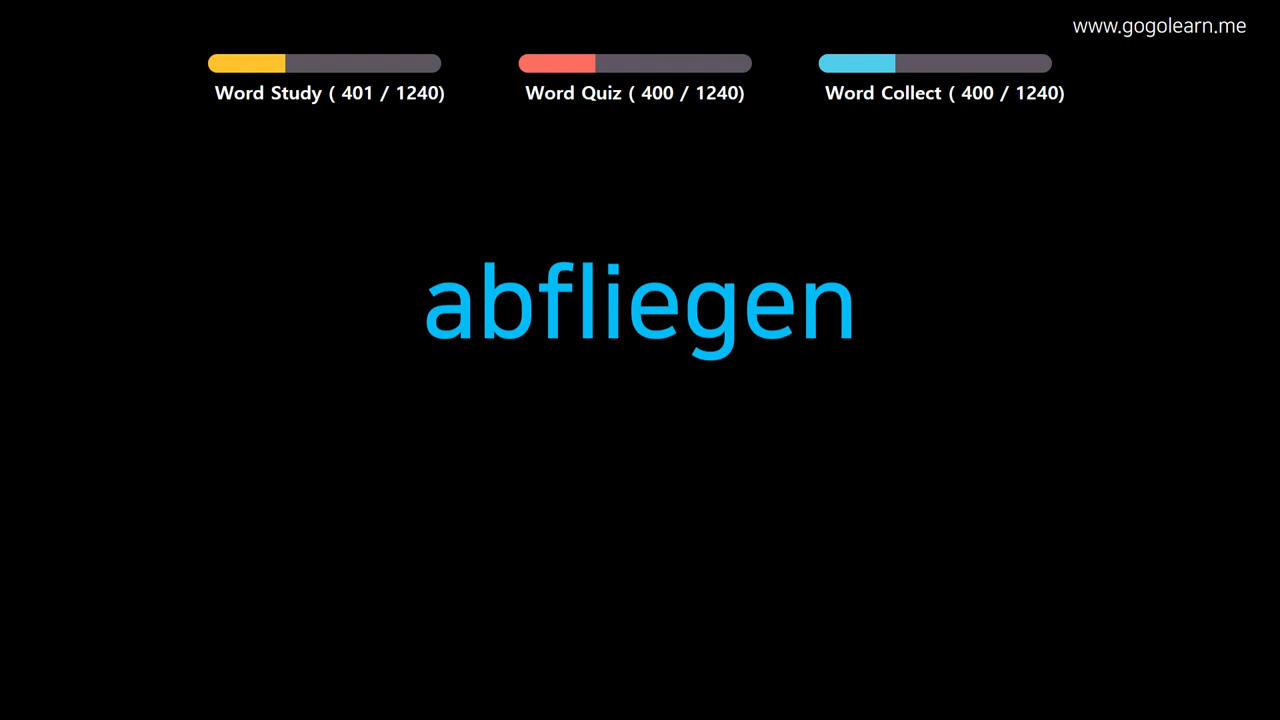 www.gogolearn.me
Word Study ( 401 / 1240)
Word Quiz ( 400 / 1240)
Word Collect ( 400 / 1240)
abfliegen